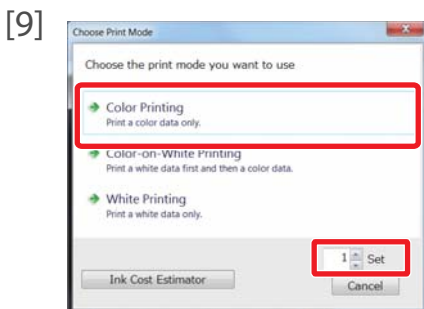 [9]
Choose Print Mode
Choose the print mode you want to use
Color Printing
Print a color data only.
Color-on-White Printing
Print a white data first and then a color data.
White Printing
Print a white data only.
1 Set
Ink Cost Estimator
Cancel